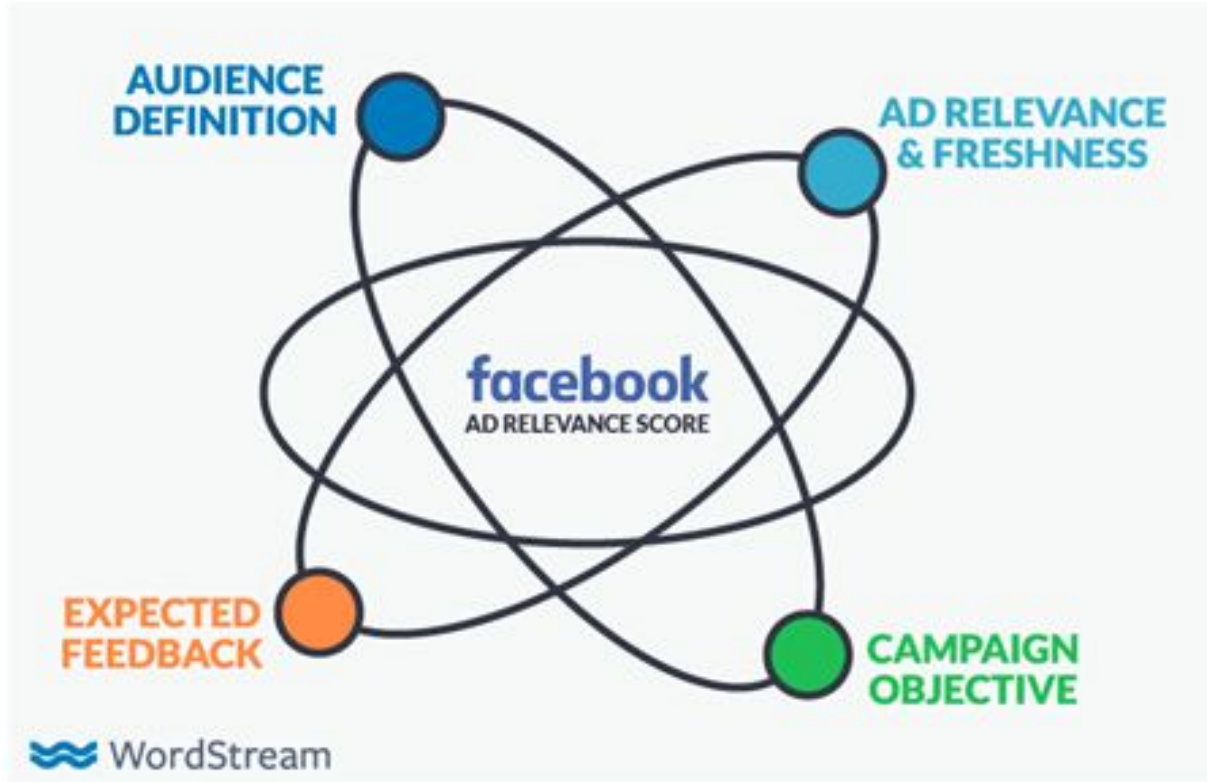 AUDIENCE
DEFINITION
AD RELEVANCE
& FRESHNESS
facebook
AD RELEVANCE SCORE
EXPECTED
FEEDBACK
CAMPAIGN
OBJECTIVE
WordStream